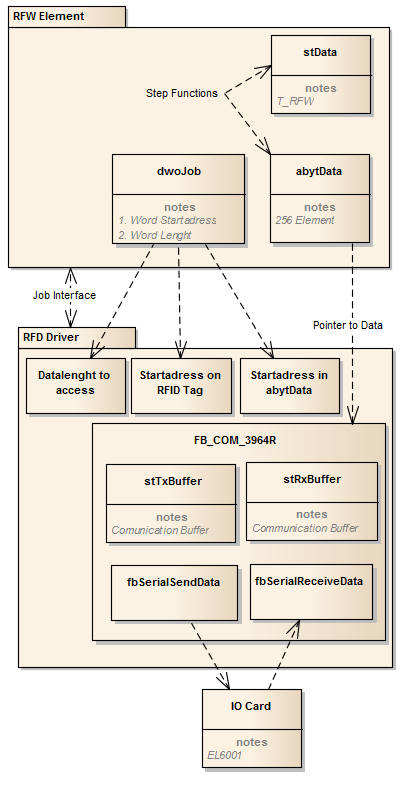 RFW Element
stData
notes
T_RFW
Step Functions
dwoJob
notes
1. Word Startadress
2. Word Lenght
abytData
notes
256 Element
Job Interface
Pointer to Data
RFD Driver
Datalenght to
access
Startadress on
RFID Tag
Startadress in
abytData
FB_COM_3964R
stTxBuffer
notes
Comunication Buffer
stRxBuffer
notes
Communication Buffer
fbSerialSendData
fbSerialReceiveData
IO Card
notes
EL6001